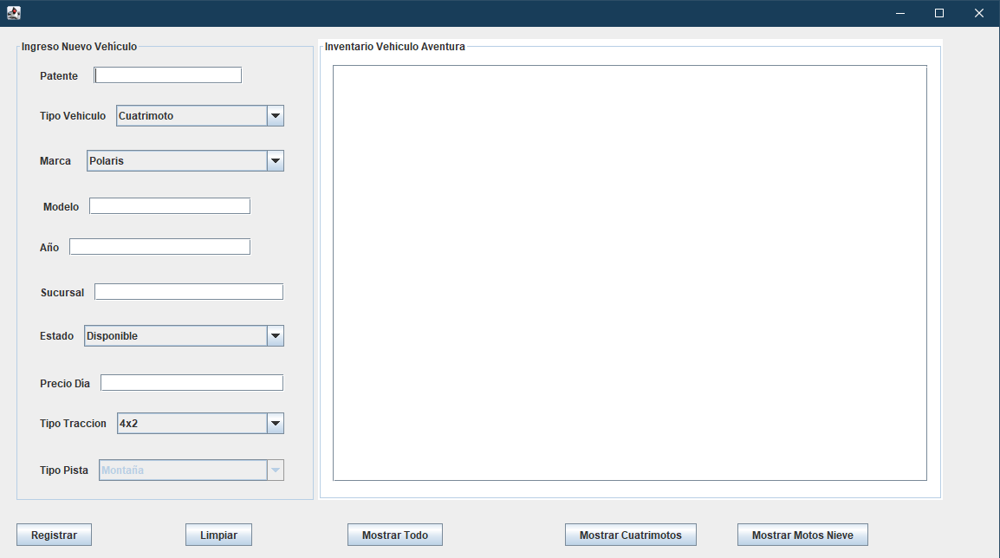 Ingreso Nuevo Vehículo
Patente
Tipo Vehiculo Cuatrimoto
Marca Polaris
Modelo
Año
Sucursal
Estado Disponible
Precio Dia
Tipo Traccion 4x2
Tipo Pista Montaña
Inventario Vehiculo Aventura
Registrar Limpiar Mostrar Todo Mostrar Cuatrimotos Mostrar Motos Nieve